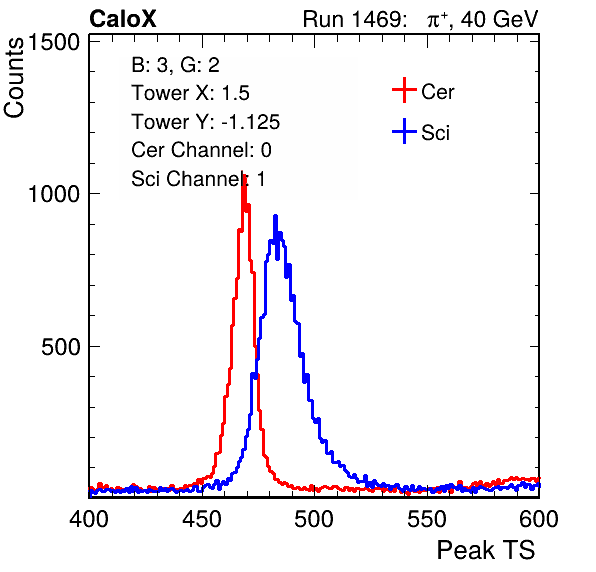 CaloX Run 1469: π⁺, 40 GeV
Counts
1500
1000
500
B: 3, G: 2
Tower X: 1.5
Tower Y: -1.125
Cer Channel: 0
Sci Channel: 1
Cer
Sci
400 450 500 550 600
Peak TS